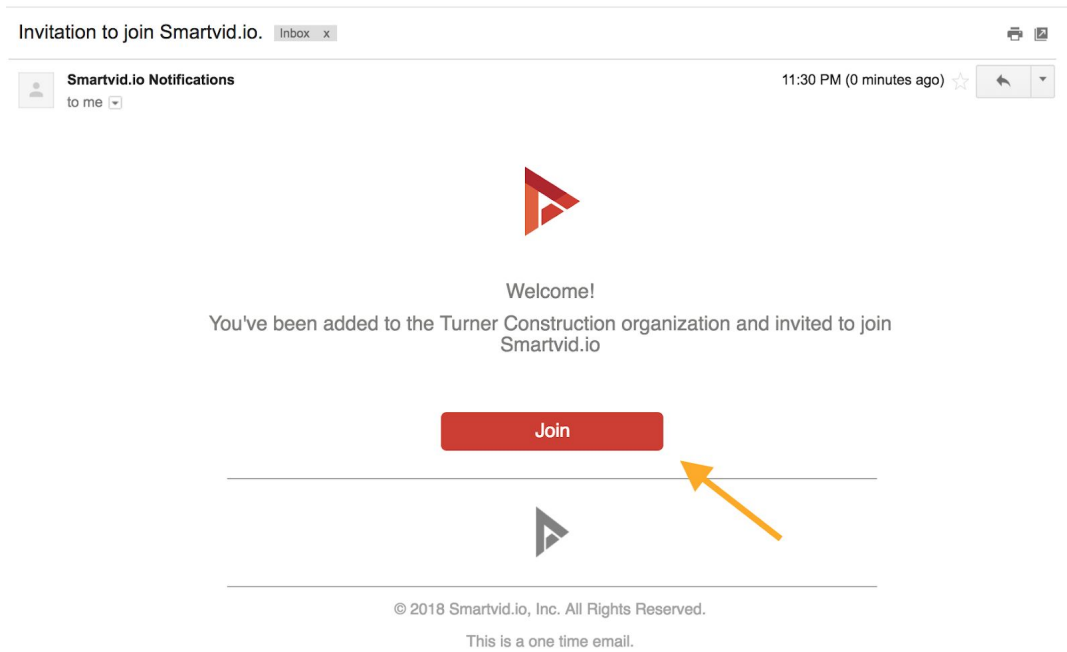 Invitation to join Smartvid.io. Inbox x
Smartvid.io Notifications 11:30 PM (0 minutes ago)
to me
Welcome!
You've been added to the Turner Construction organization and invited to join
Smartvid.io
Join
© 2018 Smartvid.io, Inc. All Rights Reserved.
This is a one time email.